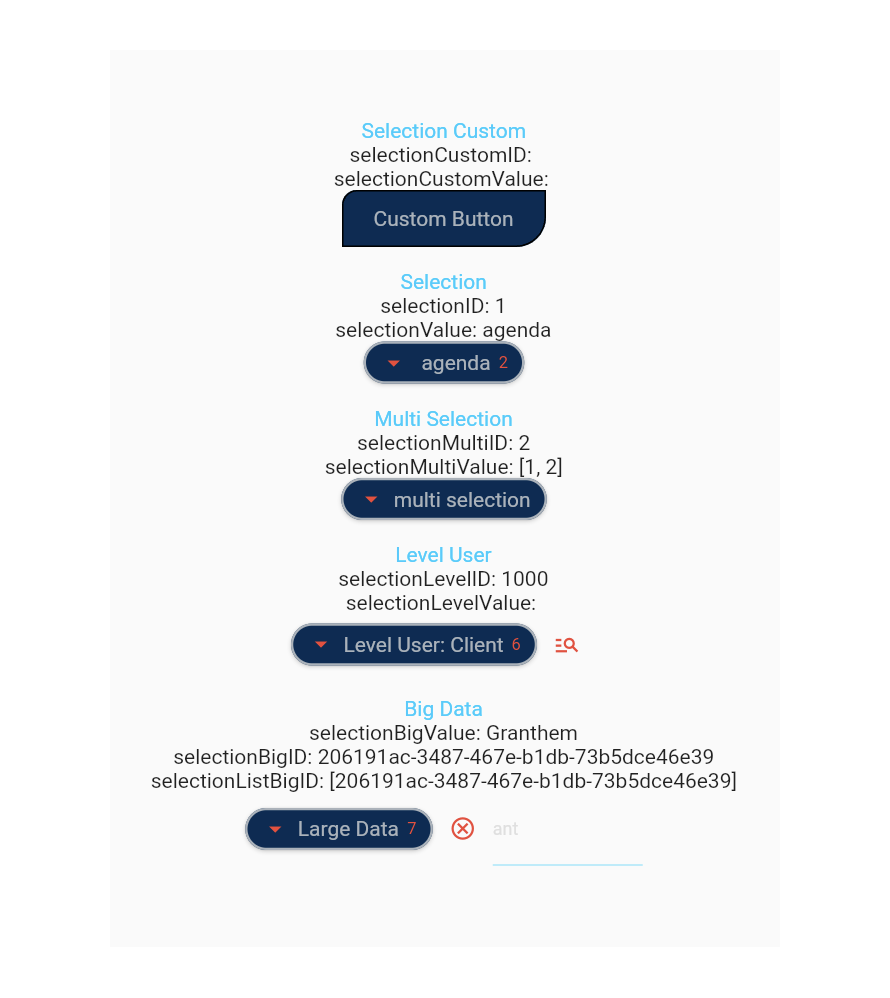 Selection Custom
selectionCustomID:
selectionCustomValue:
Custom Button
Selection
selectionID: 1
selectionValue: agenda
agenda 2
Multi Selection
selectionMultiID: 2
selectionMultiValue: [1, 2]
multi selection
Level User
selectionLevelID: 1000
selectionLevelValue:
Level User: Client 6
Big Data
selectionBigValue: Granthem
selectionBigID: 206191ac-3487-467e-b1db-73b5dce46e39
selectionListBigID: [206191ac-3487-467e-b1db-73b5dce46e39]
Large Data 7 ant